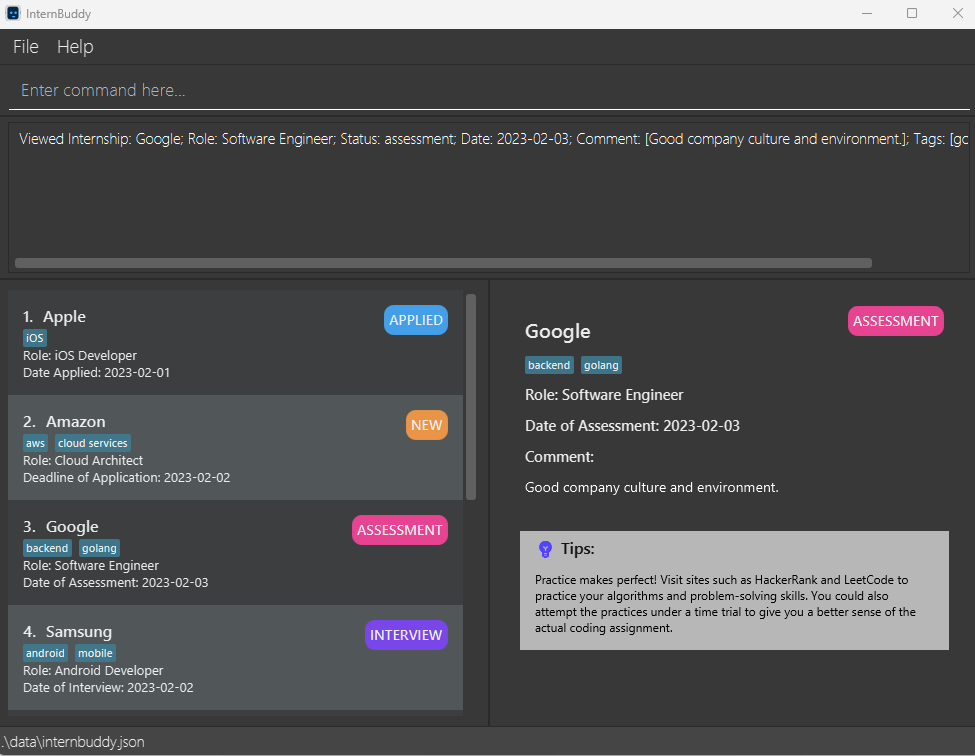 InternBuddy
File Help
Enter command here...
Viewed Internship: Google; Role: Software Engineer; Status: assessment; Date: 2023-02-03; Comment: [Good company culture and environment.]; Tags: [go
1. Apple
APPLIED
iOS
Role: iOS Developer
Date Applied: 2023-02-01
2. Amazon
NEW
aws cloud services
Role: Cloud Architect
Deadline of Application: 2023-02-02
3. Google
ASSESSMENT
backend golang
Role: Software Engineer
Date of Assessment: 2023-02-03
4. Samsung
INTERVIEW
android mobile
Role: Android Developer
Date of Interview: 2023-02-02
Google
ASSESSMENT
backend golang
Role: Software Engineer
Date of Assessment: 2023-02-03
Comment:
Good company culture and environment.
Tips:
Practice makes perfect! Visit sites such as HackerRank and LeetCode to
practice your algorithms and problem-solving skills. You could also
attempt the practices under a time trial to give you a better sense of the
actual coding assignment.
.\data\internbuddy.json